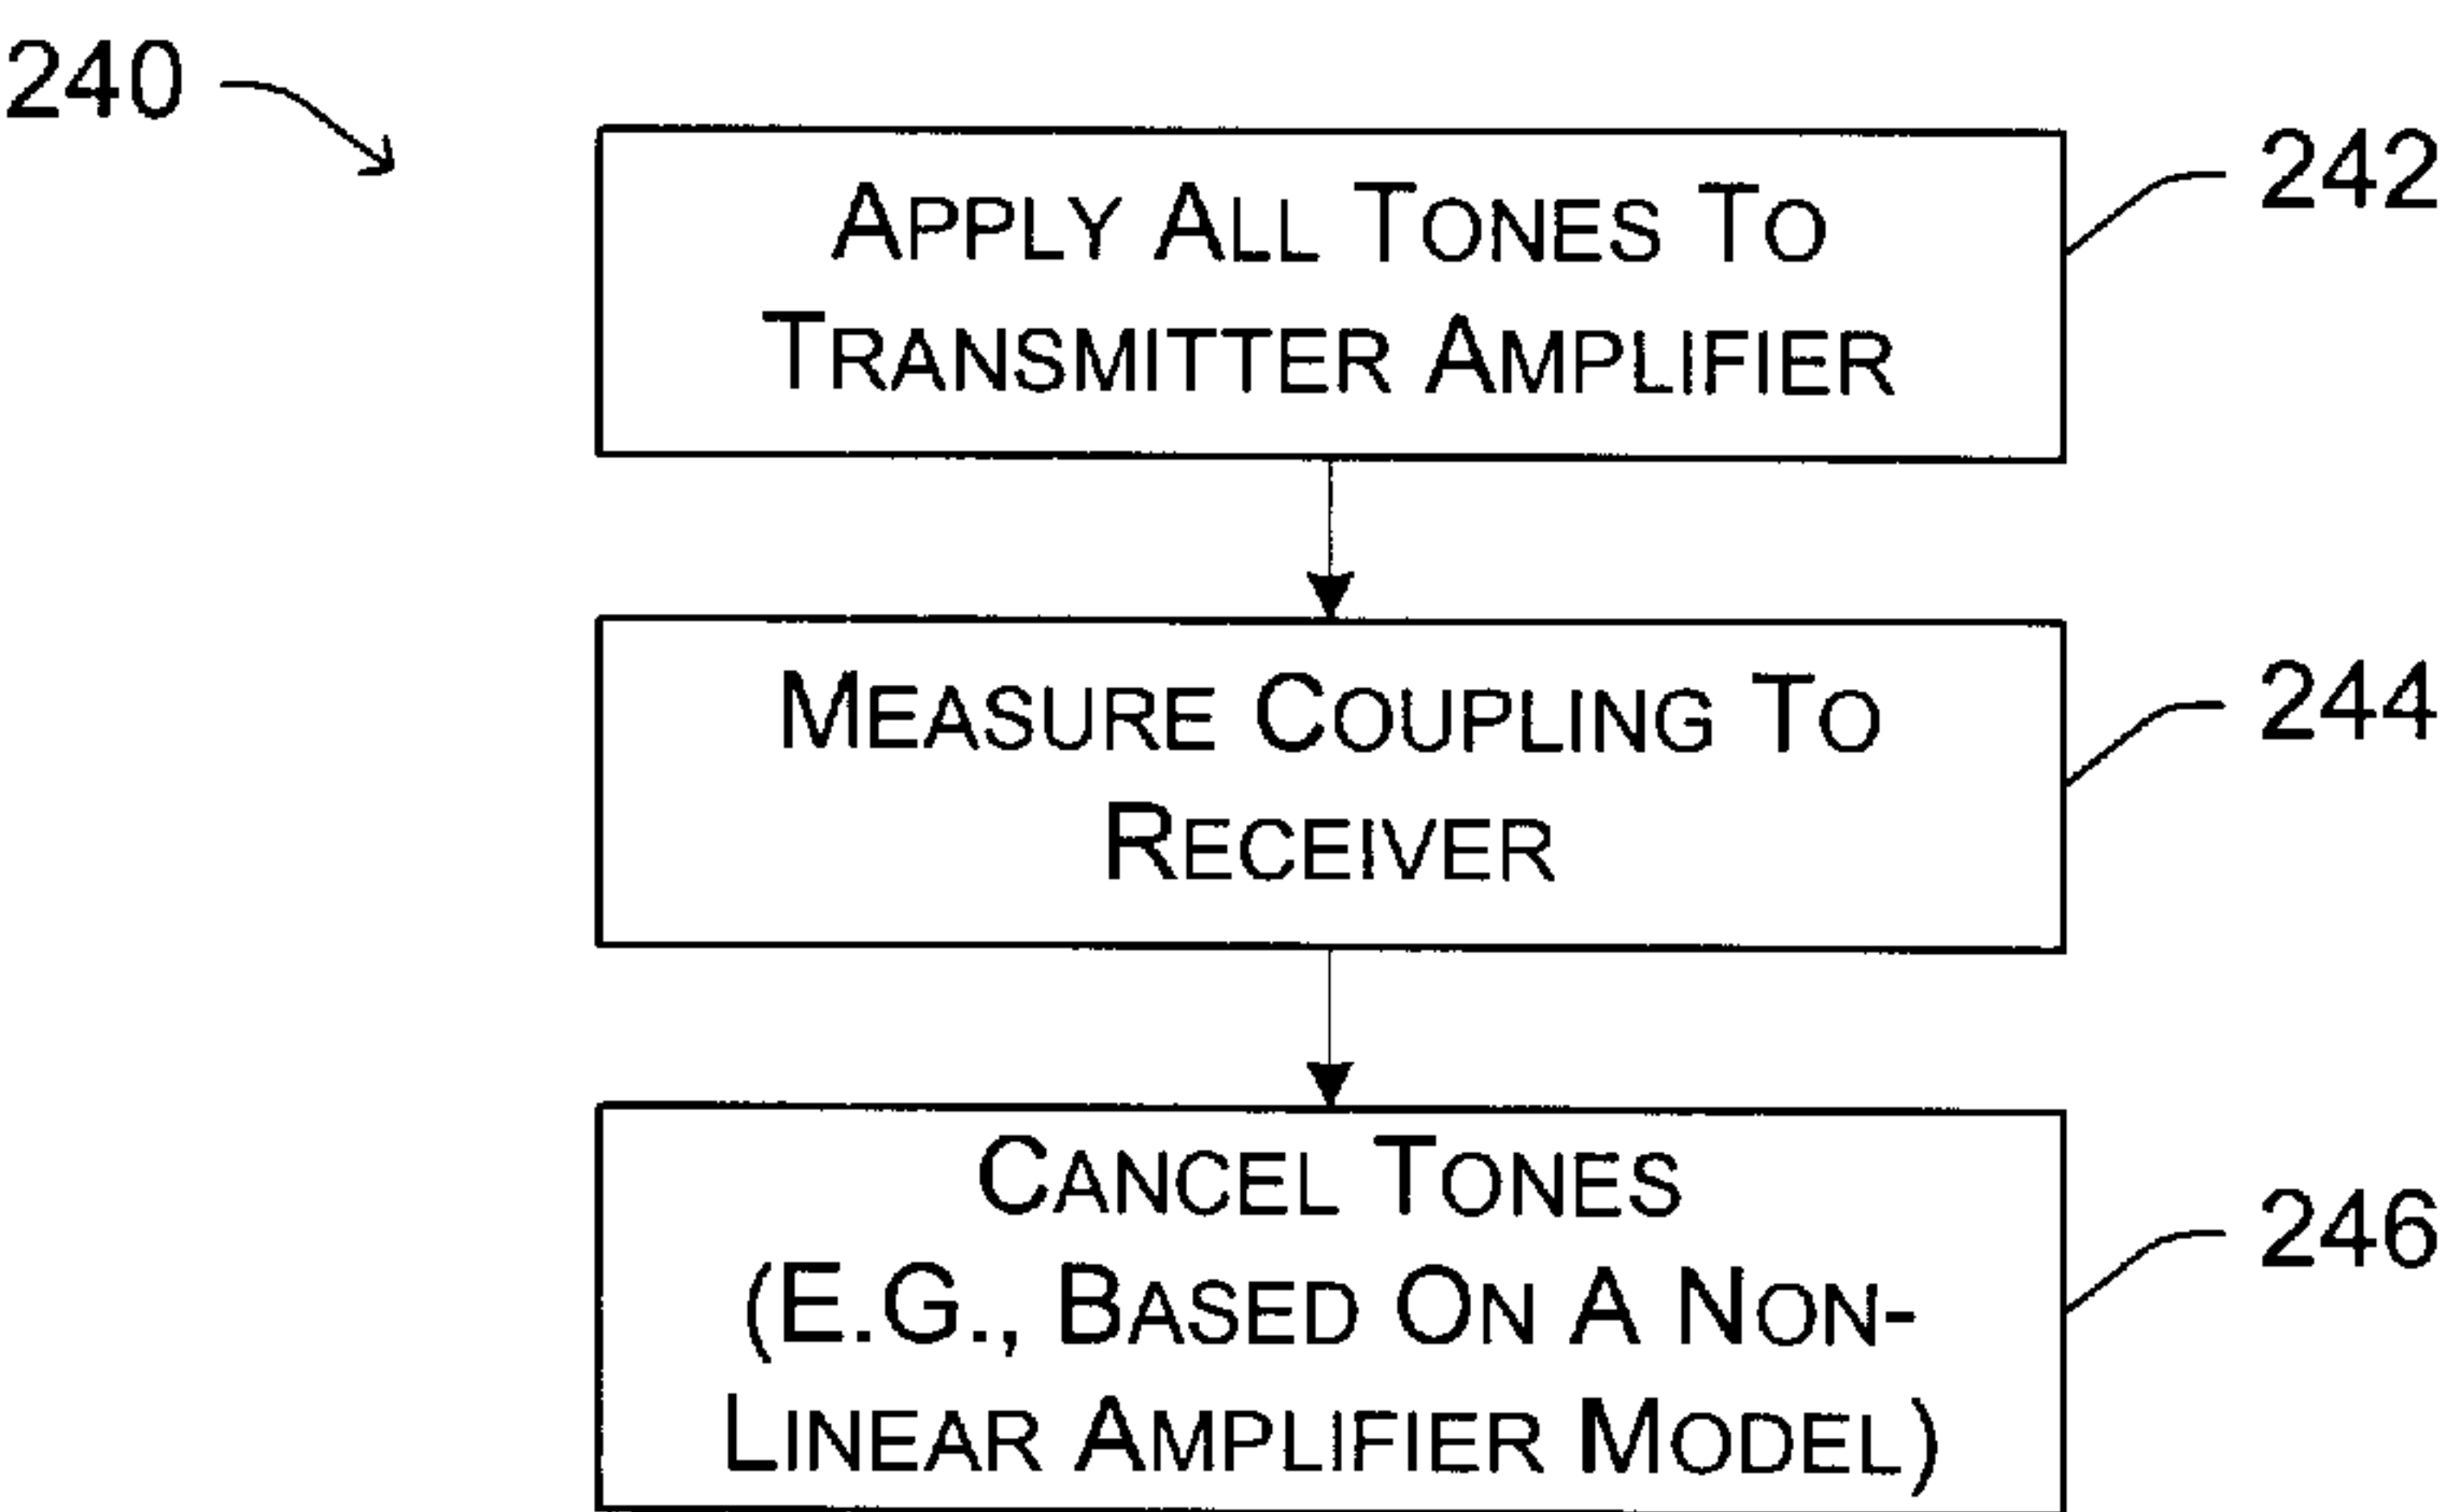 240
APPLY ALL TONES TO
TRANSMITTER AMPLIFIER
242
MEASURE COUPLING TO
RECEIVER
244
CANCEL TONES
(E.G., BASED ON A NON-
LINEAR AMPLIFIER MODEL)
246